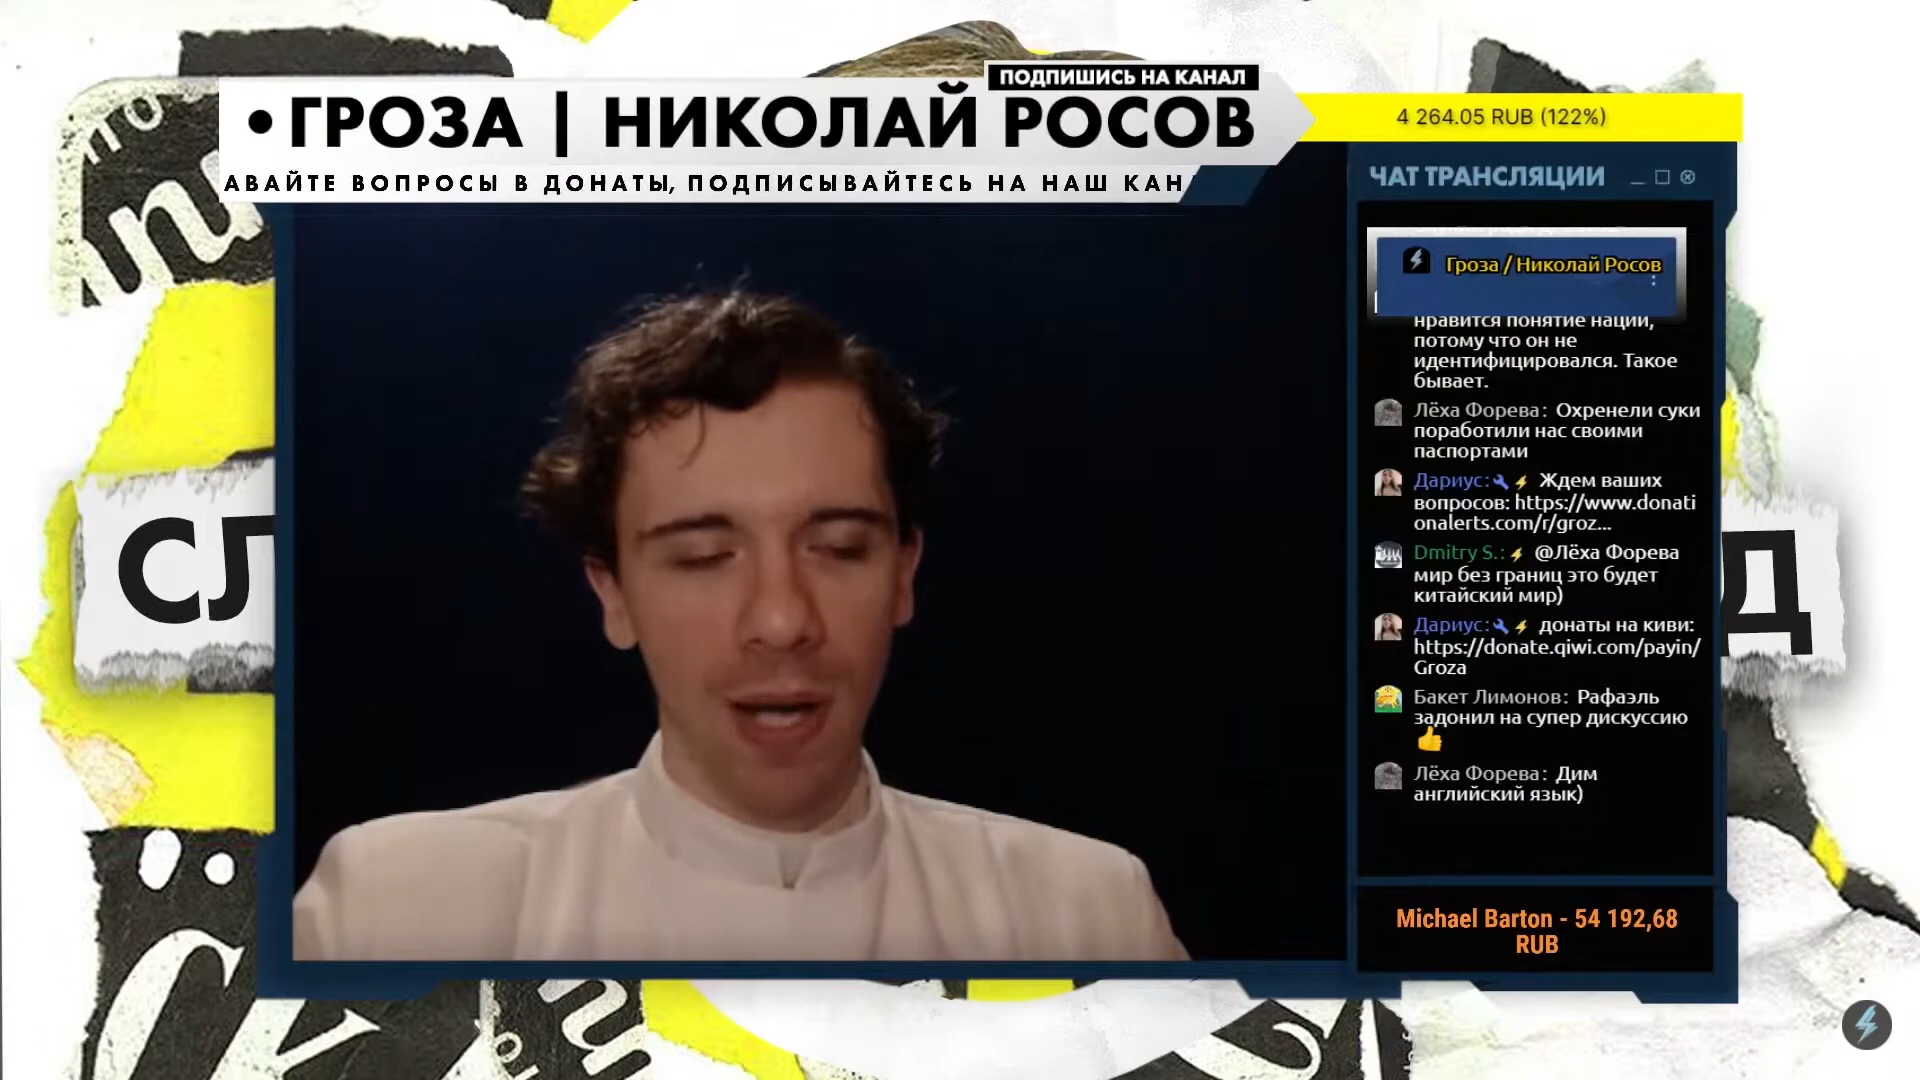 ПОДПИШИСЬ НА КАНАЛ
• ГРОЗА | НИКОЛАЙ РОСОВ
АВАЙТЕ ВОПРОСЫ В ДОНАТЫ, ПОДПИСЫВАЙТЕСЬ НА НАШ КАН
4 264.05 RUB (122%)
ЧАТ ТРАНСЛЯЦИИ
Гроза / Николай Росов
нравится понятие нации,
потому что он не
идентифицировался. Такое
бывает.
Лёха Форева: Охренели суки
поработили нас своими
паспортами
Дариус: Ждем ваших
вопросов: https://www.donati
onalerts.com/r/groz...
Dmitry S.: @Лёха Форева
мир без границ это будет
китайский мир)
Дариус: донаты на киви:
https://donate.qiwi.com/payin/
Groza
Бакет Лимонов: Рафаэль
задонил на супер дискуссию
👍
Лёха Форева: Дим
английский язык)
Michael Barton - 54 192,68
RUB
СЛ
Д